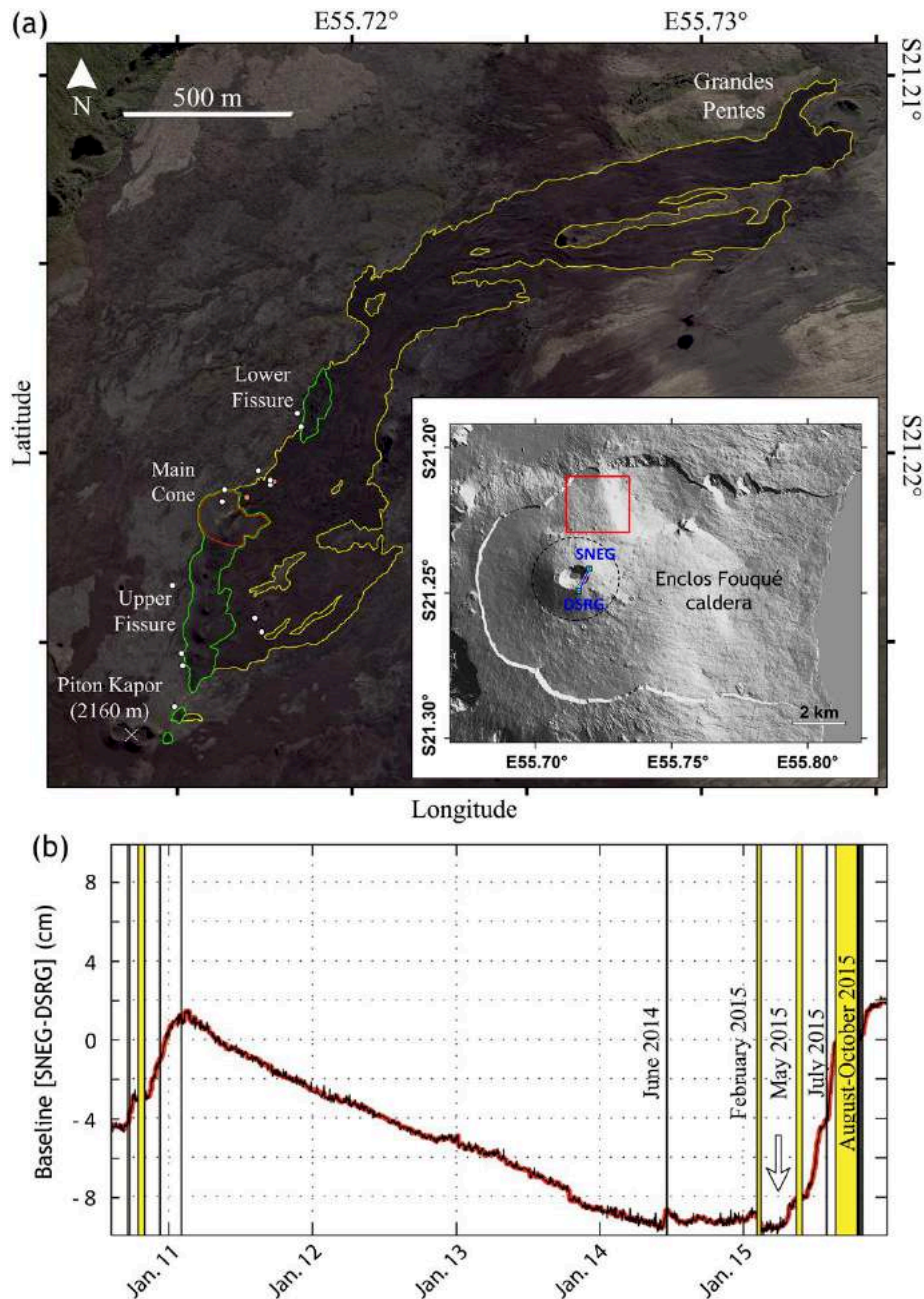 (a)
E55.72°
E55.73°
N
500 m
Grandes
Pentes
S21.21°
Lower
Fissure
Latitude
Main
Cone
S21.22°
Upper
Fissure
Piton Kapor
(2160 m)
S21.20°
S21.25°
S21.30°
SNEG
DSRG
Enclos Fouqué
caldera
2 km
E55.70°
E55.75°
E55.80°
Longitude
(b)
Baseline [SNEG-DSRG] (cm)
8
4
0
- 4
- 8
June 2014
February 2015
May 2015
July 2015
August-October 2015
Jan. 11
Jan. 12
Jan. 13
Jan. 14
Jan. 15